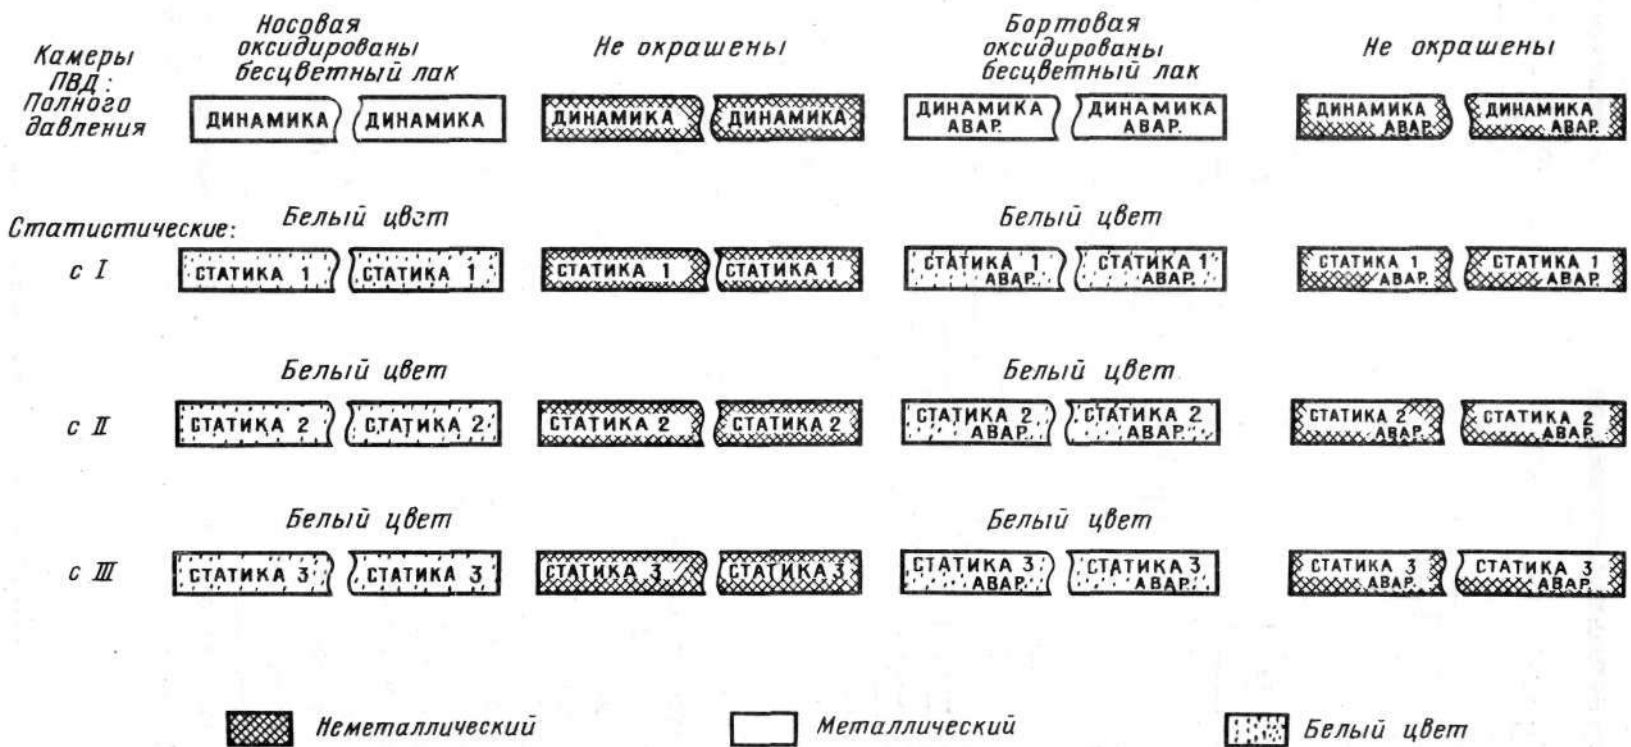 Камеры
ПВД:
Полного
давления
Носовая
оксидированы
бесцветный лак
Не окрашены
Бортовая
оксидированы
бесцветный лак
Не окрашены
ДИНАМИКА ДИНАМИКА
ДИНАМИКА ДИНАМИКА
ДИНАМИКА АВАР. ДИНАМИКА АВАР.
ДИНАМИКА АВАР. ДИНАМИКА АВАР.
Статистические:
Белый цвет
Белый цвет
с I
СТАТИКА 1 СТАТИКА 1
СТАТИКА 1 СТАТИКА 1
СТАТИКА 1 АВАР. СТАТИКА 1 АВАР.
СТАТИКА 1 АВАР. СТАТИКА 1 АВАР.
Белый цвет
Белый цвет
с II
СТАТИКА 2 СТАТИКА 2
СТАТИКА 2 СТАТИКА 2
СТАТИКА 2 АВАР. СТАТИКА 2 АВАР.
СТАТИКА 2 АВАР. СТАТИКА 2 АВАР.
Белый цвет
Белый цвет
с III
СТАТИКА 3 СТАТИКА 3
СТАТИКА 3 СТАТИКА 3
СТАТИКА 3 АВАР. СТАТИКА 3 АВАР.
СТАТИКА 3 АВАР. СТАТИКА 3 АВАР.
Неметаллический
Металлический
Белый цвет